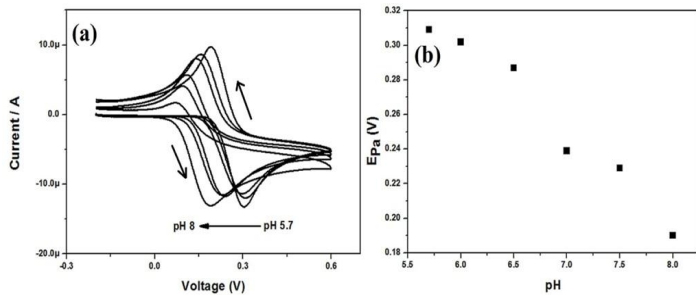 (a)
10.0µ
0.0
-10.0µ
-20.0µ
Current / A
-0.3
0.0
0.3
0.6
Voltage (V)
pH 8
pH 5.7
(b)
0.32
0.30
0.28
0.26
0.24
0.22
0.20
0.18
EPa (V)
5.5
6.0
6.5
7.0
7.5
8.0
pH